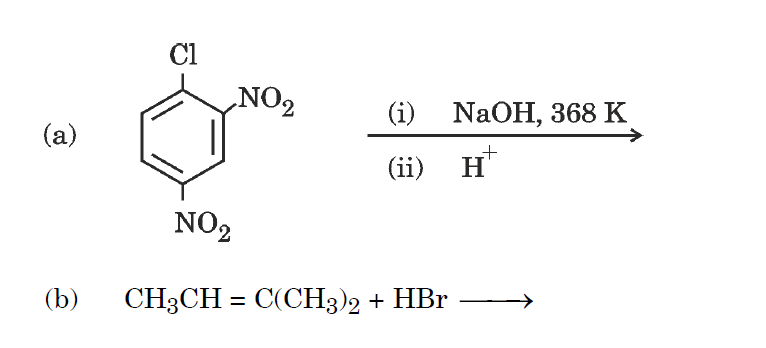 Cl
NO₂
(a)
(i) NaOH, 368 K
(ii) H⁺
NO₂
(b) CH₃CH = C(CH₃)₂ + HBr ⟶